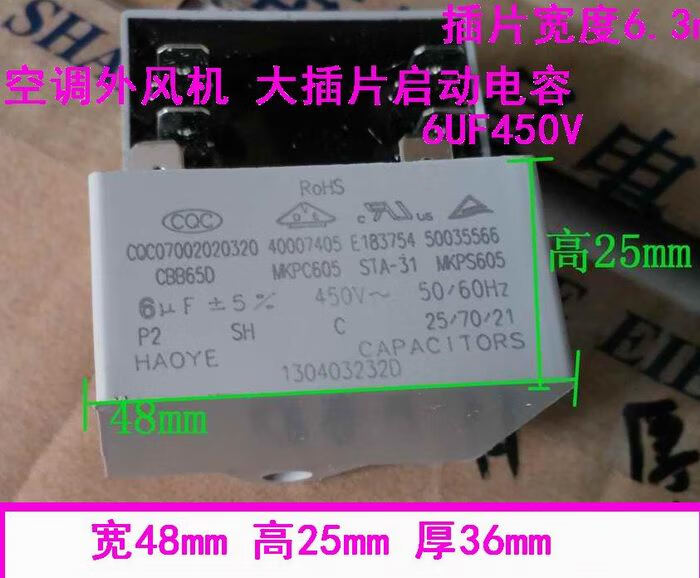 插片宽度6.3
空调外风机 大插片启动电容
6UF450V
RoHS
CQC
CQC07002020320 40007405 E183754 50035566
CBB65D MKPC605 STA-31 MKPS605
6μF ±5% 450V~ 50/60Hz
P2 SH C 25/70/21
HAOYE CAPACITORS
130403232D
高25mm
48mm
宽48mm 高25mm 厚36mm